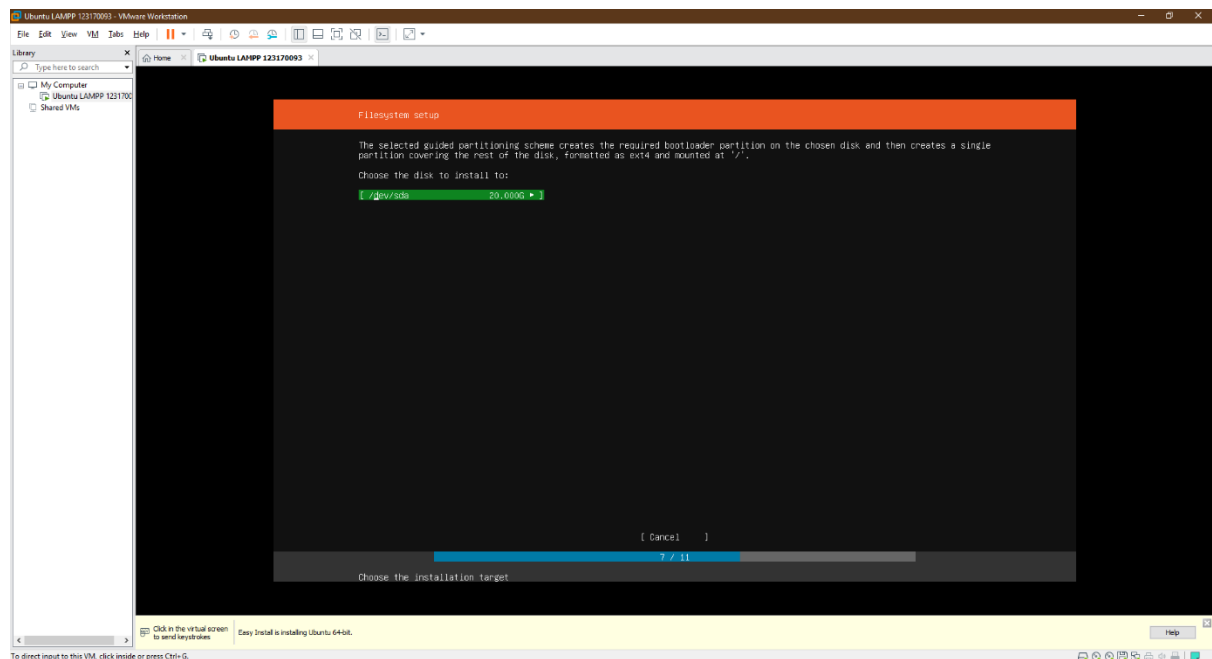 Ubuntu LAMPP 123170093 - VMware Workstation
File Edit View VM Tabs Help
Library
Type here to search
My Computer
Ubuntu LAMPP 123170C
Shared VMs
Home
Ubuntu LAMPP 123170093
Filesystem setup
The selected guided partitioning scheme creates the required bootloader partition on the chosen disk and then creates a single
partition covering the rest of the disk, formatted as ext4 and mounted at '/'.
Choose the disk to install to:
[ /dev/sda 20.000G ▸ ]
[ Cancel ]
7 / 11
Choose the installation target
Click in the virtual screen
to send keystrokes
Easy Install is installing Ubuntu 64-bit.
Help
To direct input to this VM, click inside or press Ctrl+G.